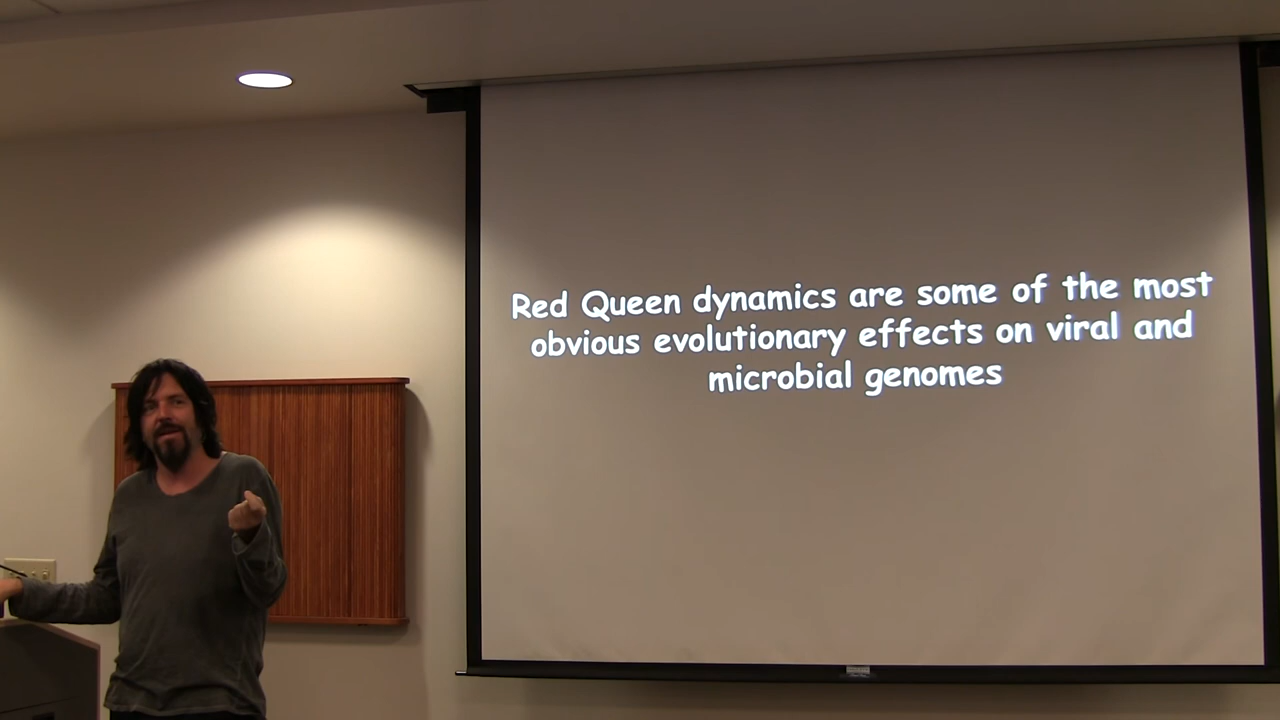 Red Queen dynamics are some of the most
obvious evolutionary effects on viral and
microbial genomes